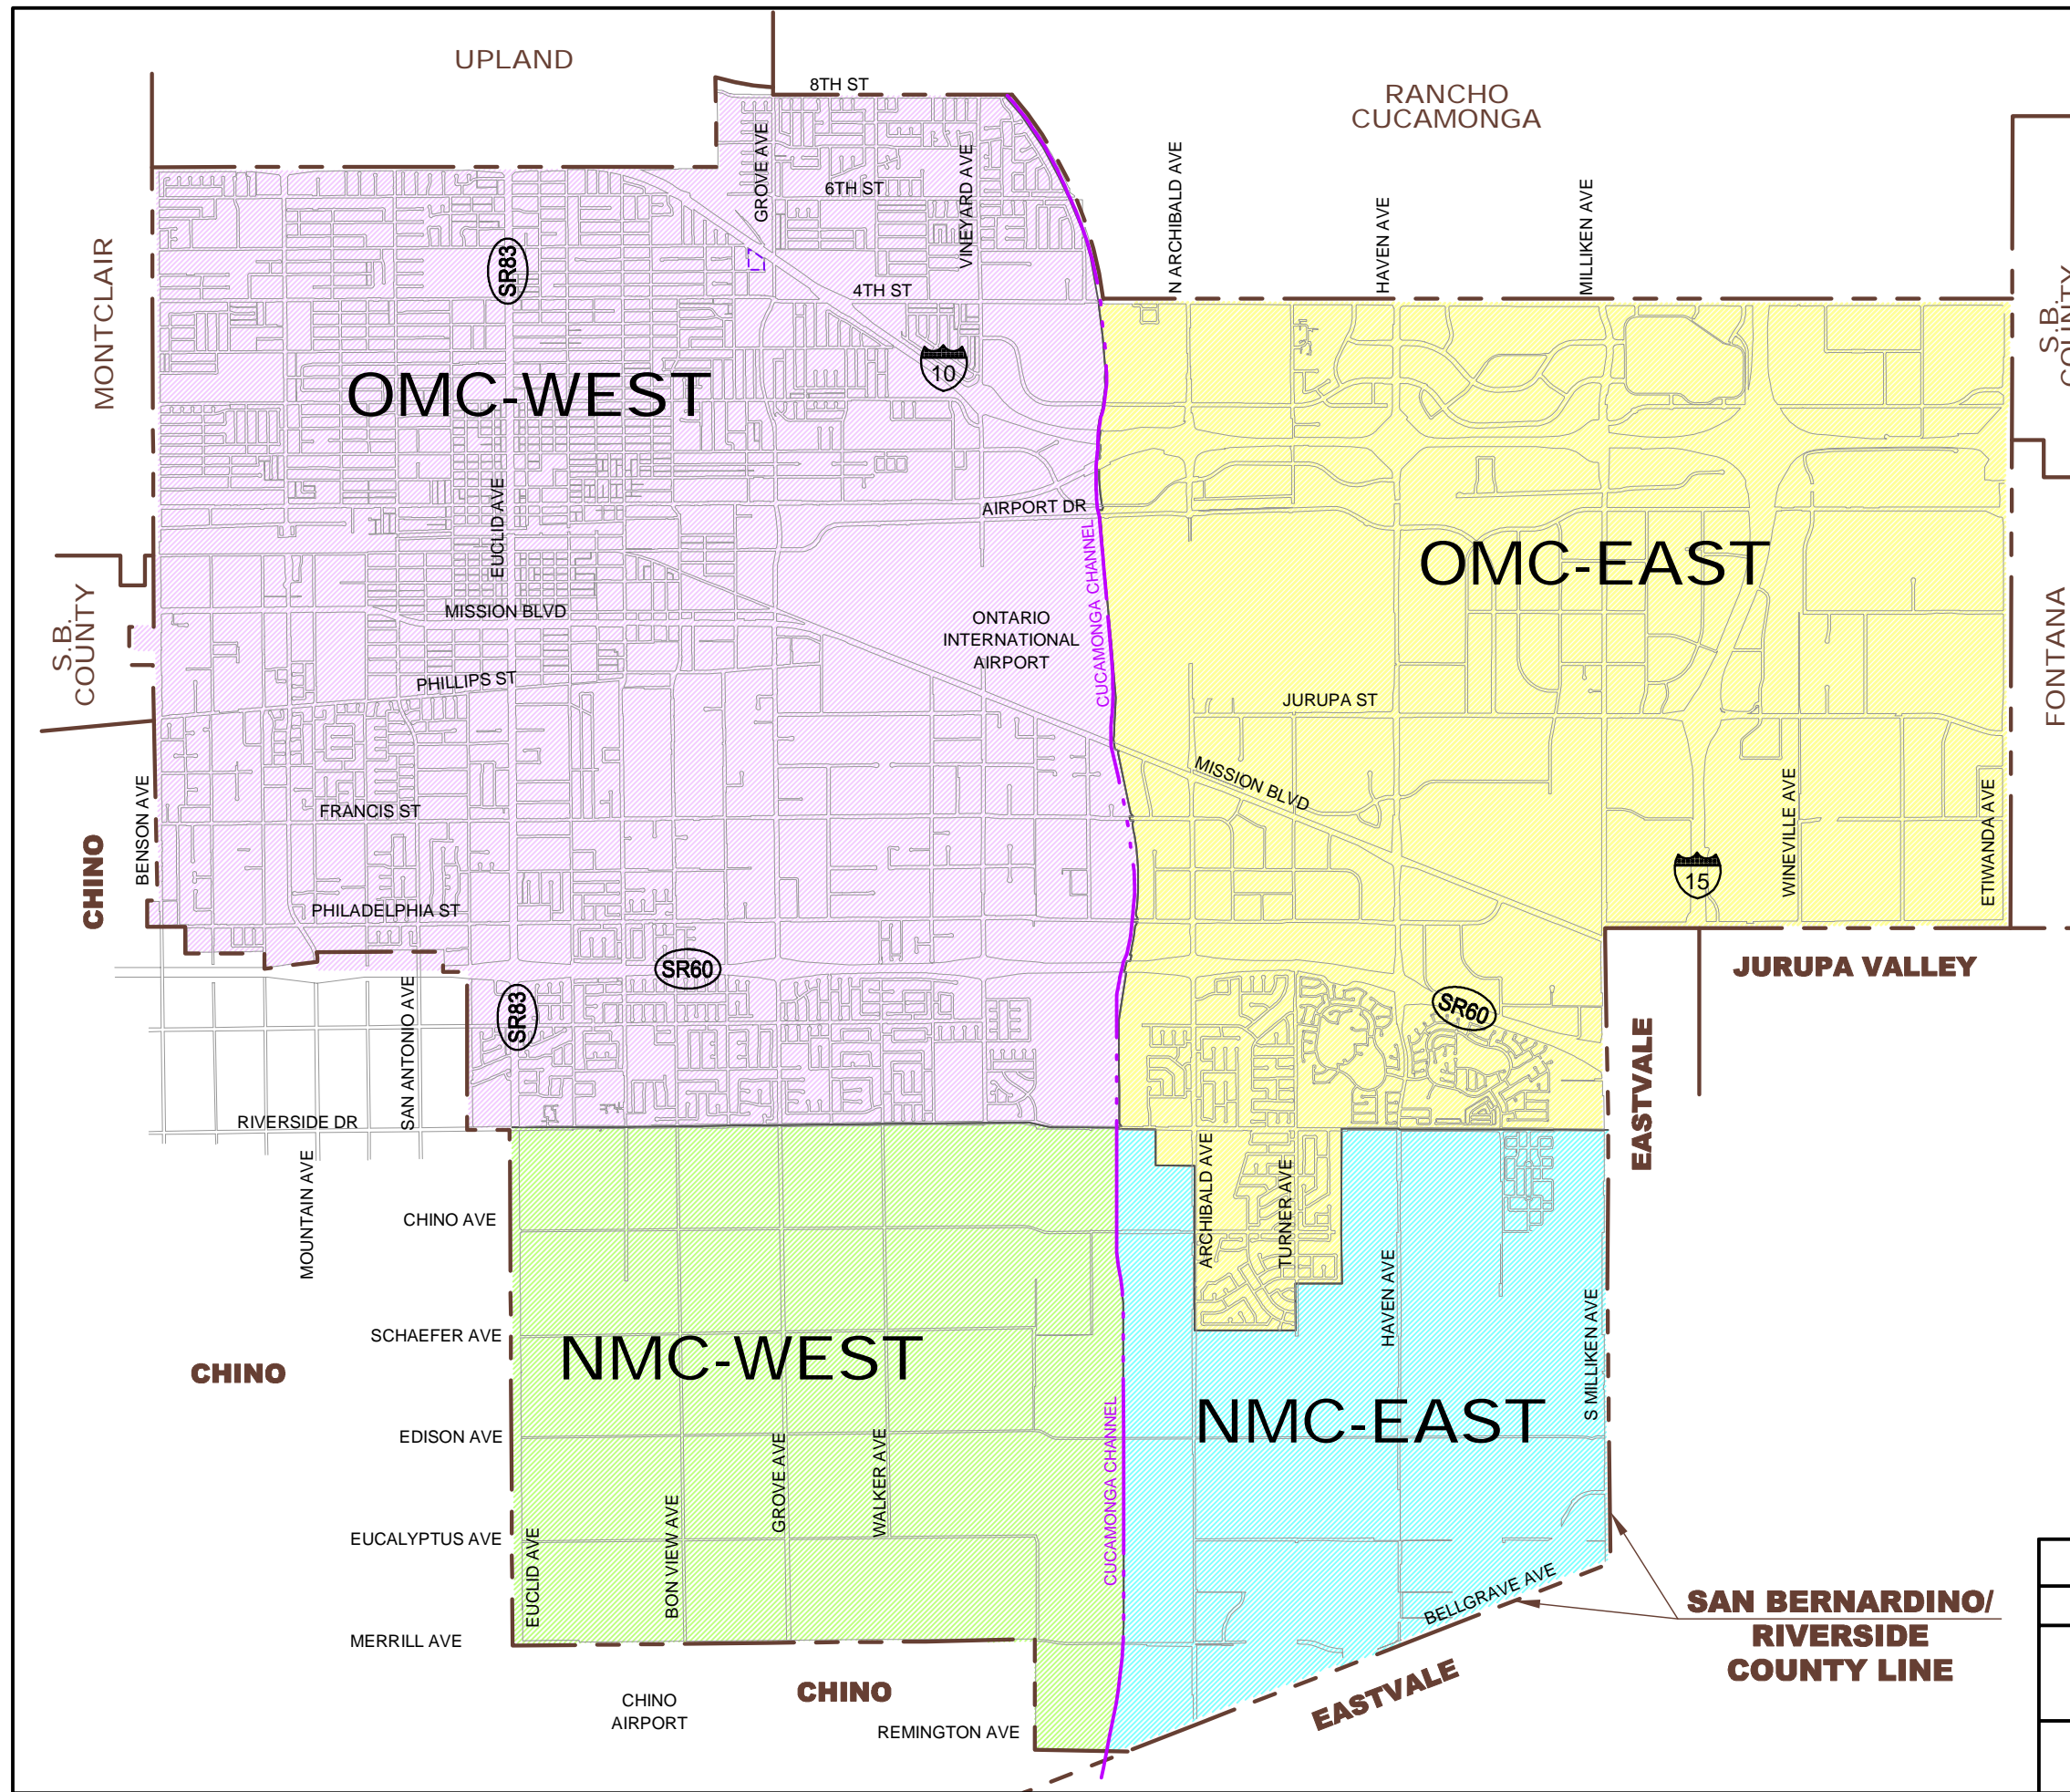 UPLAND
8TH ST
RANCHO
CUCAMONGA
GROVE AVE
6TH ST
VINEYARD AVE
N ARCHIBALD AVE
HAVEN AVE
MILLIKEN AVE
MONTCLAIR
SR83
4TH ST
S.B.
COUNTY
10
OMC-WEST
EUCLID AVE
AIRPORT DR
CUCAMONGA CHANNEL
OMC-EAST
S.B.
COUNTY
MISSION BLVD
ONTARIO
INTERNATIONAL
AIRPORT
FONTANA
PHILLIPS ST
JURUPA ST
MISSION BLVD
BENSON AVE
FRANCIS ST
CHINO
15
WINEVILLE AVE
ETIWANDA AVE
PHILADELPHIA ST
SR60
JURUPA VALLEY
SR83
SR60
SAN ANTONIO AVE
EASTVALE
RIVERSIDE DR
MOUNTAIN AVE
ARCHIBALD AVE
TURNER AVE
CHINO AVE
HAVEN AVE
S MILLIKEN AVE
SCHAEFER AVE
NMC-WEST
CHINO
NMC-EAST
EDISON AVE
GROVE AVE
WALKER AVE
CUCAMONGA CHANNEL
EUCALYPTUS AVE
EUCLID AVE
BON VIEW AVE
BELLGRAVE AVE
SAN BERNARDINO/
RIVERSIDE
COUNTY LINE
MERRILL AVE
CHINO
EASTVALE
CHINO
AIRPORT
REMINGTON AVE